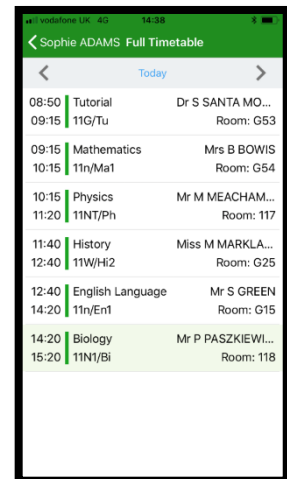 vodafone UK 4G 14:38
Sophie ADAMS Full Timetable
Today
08:50 Tutorial Dr S SANTA MO...
09:15 11G/Tu Room: G53
09:15 Mathematics Mrs B BOWIS
10:15 11n/Ma1 Room: G54
10:15 Physics Mr M MEACHAM...
11:20 11NT/Ph Room: 117
11:40 History Miss M MARKLA...
12:40 11W/Hi2 Room: G25
12:40 English Language Mr S GREEN
14:20 11n/En1 Room: G15
14:20 Biology Mr P PASZKIEWI...
15:20 11N1/Bi Room: 118